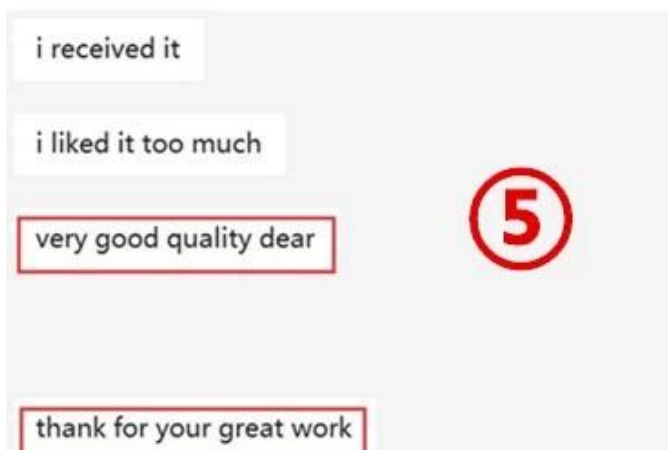 i received it
i liked it too much
very good quality dear
⑤
thank for your great work